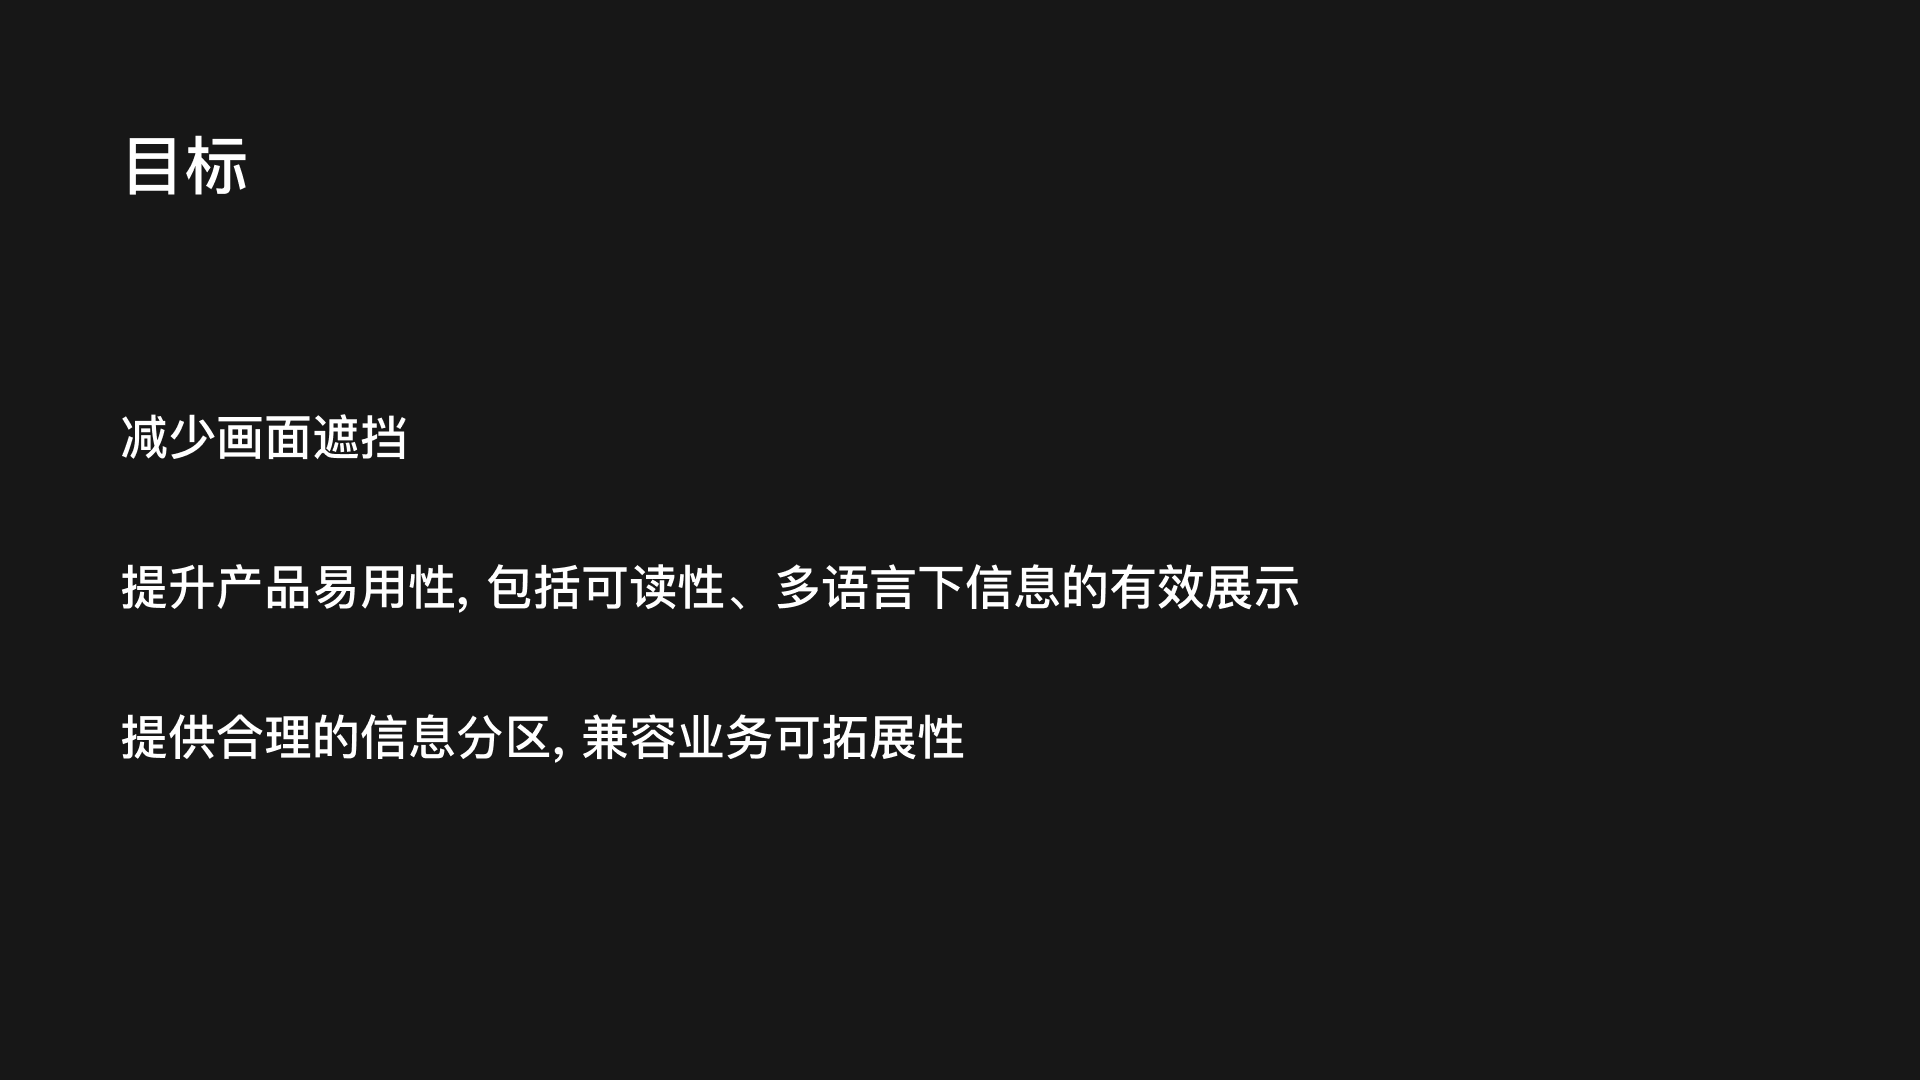 目标
减少画面遮挡
提升产品易用性, 包括可读性、多语言下信息的有效展示
提供合理的信息分区, 兼容业务可拓展性